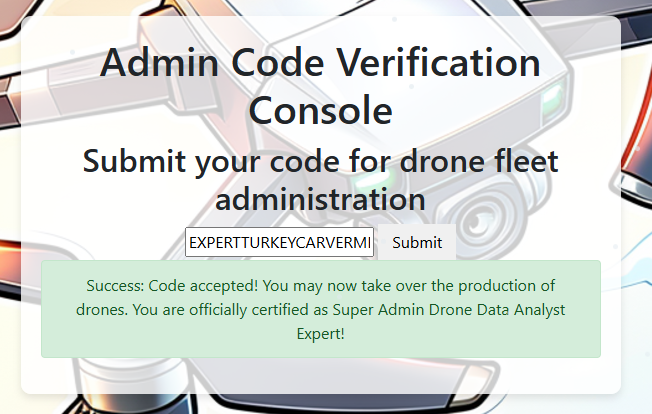 Admin Code Verification
Console
Submit your code for drone fleet
administration
EXPERTTURKEYCARVERMI Submit
Success: Code accepted! You may now take over the production of
drones. You are officially certified as Super Admin Drone Data Analyst
Expert!